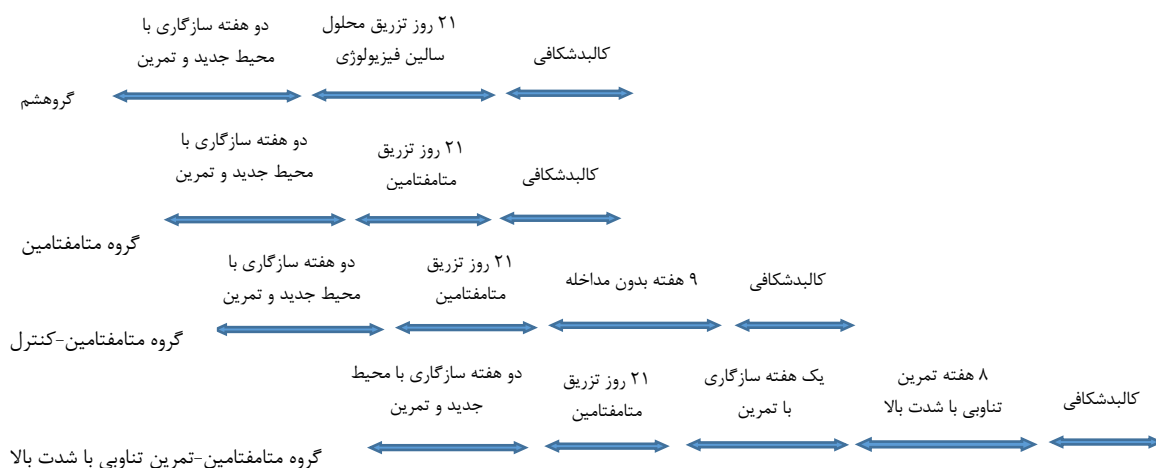 دو هفته سازگاری با
محیط جدید و تمرین
۲۱ روز تزریق محلول
سالین فیزیولوژی
کالبدشکافی
گروهشم
دو هفته سازگاری با
محیط جدید و تمرین
۲۱ روز تزریق
متامفتامین
کالبدشکافی
گروه متامفتامین
دو هفته سازگاری با
محیط جدید و تمرین
۲۱ روز تزریق
متامفتامین
۹ هفته بدون مداخله
کالبدشکافی
گروه متامفتامین-کنترل
دو هفته سازگاری با محیط
جدید و تمرین
۲۱ روز تزریق
متامفتامین
یک هفته سازگاری
با تمرین
۸ هفته تمرین
تناوبی با شدت بالا
کالبدشکافی
گروه متامفتامین-تمرین تناوبی با شدت بالا